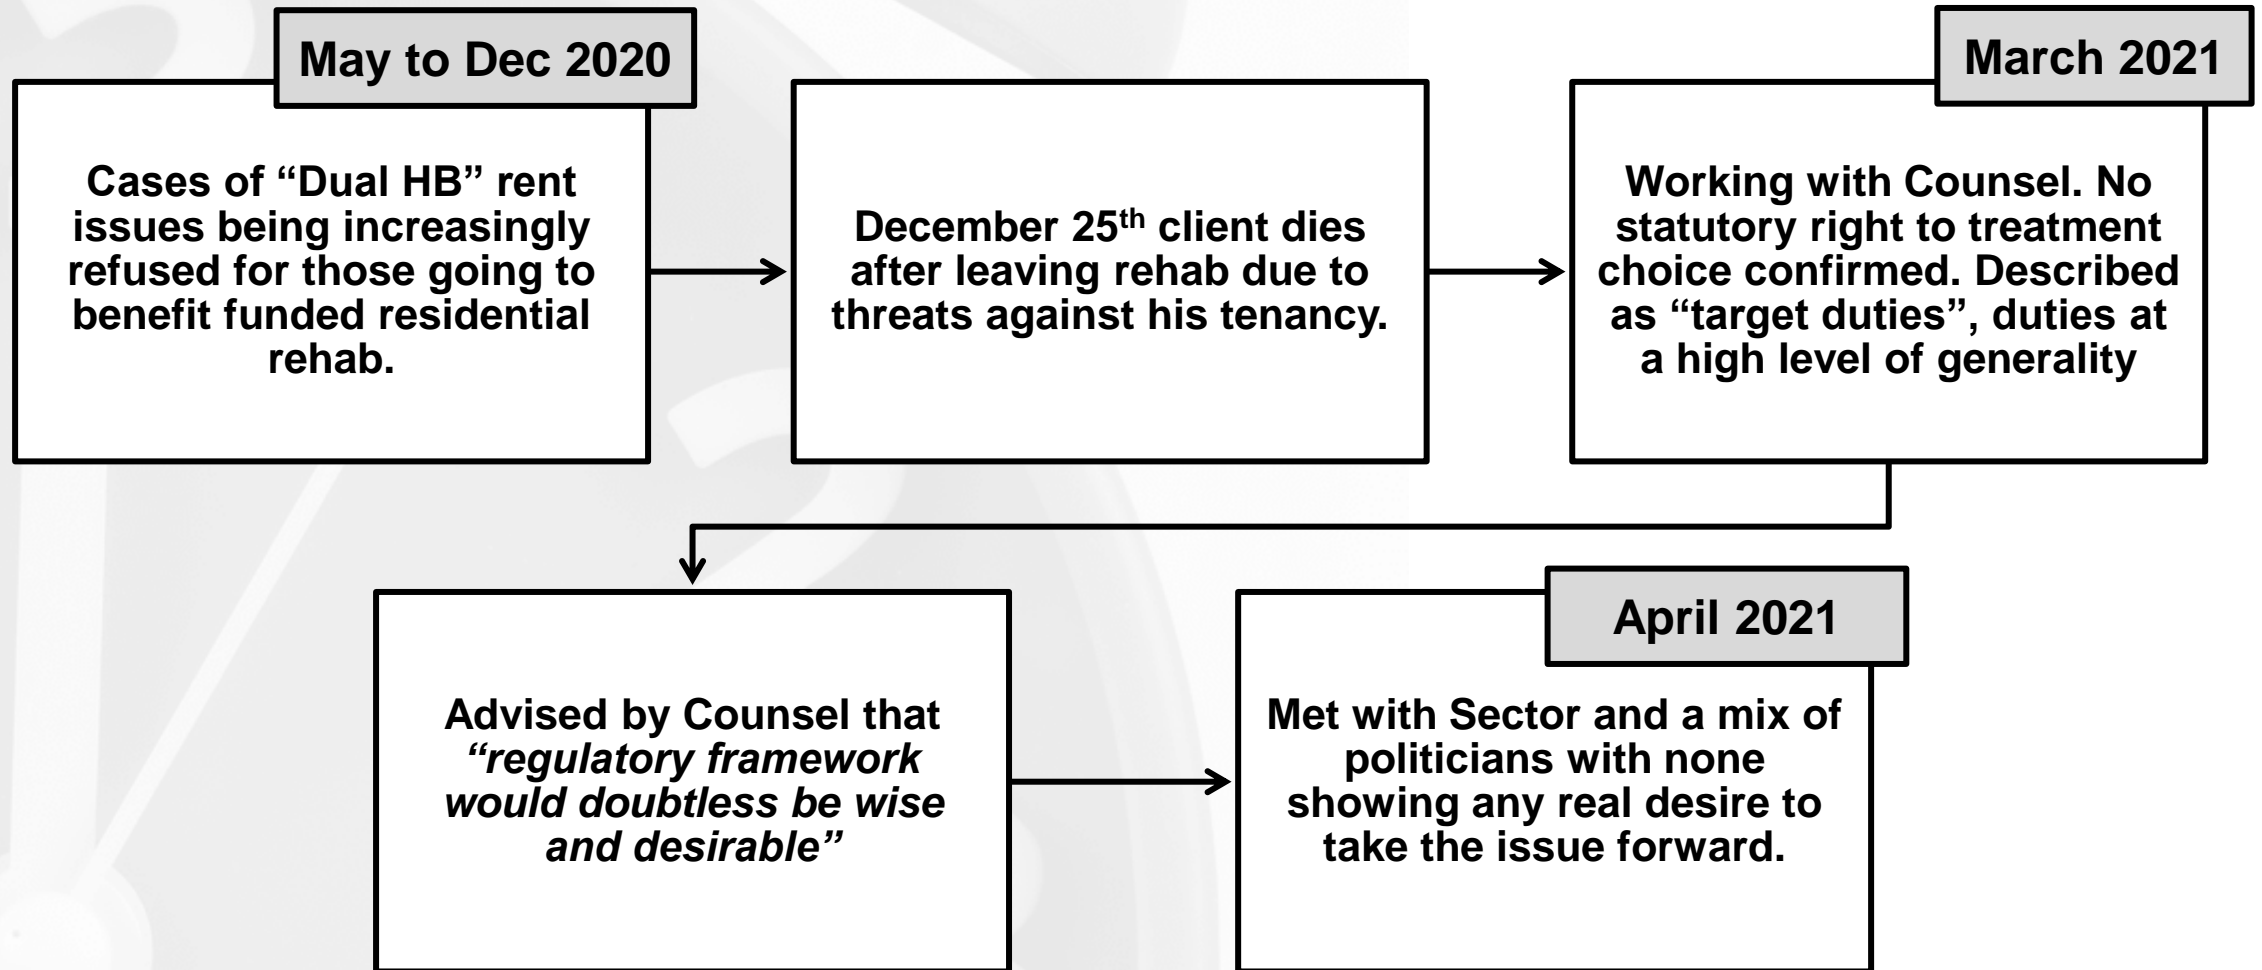 May to Dec 2020
Cases of “Dual HB” rent
issues being increasingly
refused for those going to
benefit funded residential
rehab.
December 25th client dies
after leaving rehab due to
threats against his tenancy.
March 2021
Working with Counsel. No
statutory right to treatment
choice confirmed. Described
as “target duties”, duties at
a high level of generality
Advised by Counsel that
“regulatory framework
would doubtless be wise
and desirable”
April 2021
Met with Sector and a mix of
politicians with none
showing any real desire to
take the issue forward.